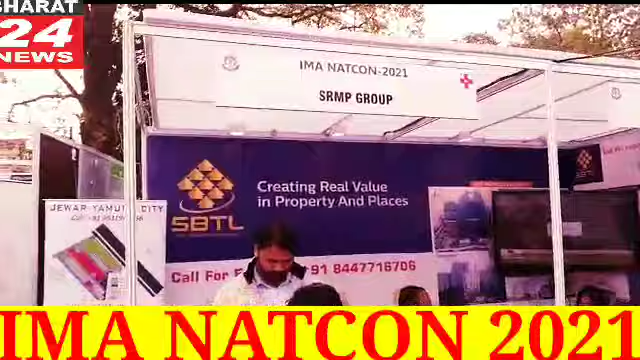 BHARAT
24
NEWS
IMA NATCON-2021
SRMP GROUP
Creating Real Value
in Property And Places
SBTL
JEWAR YAMUNA CITY
Call For
91 8447716706
IMA NATCON 2021